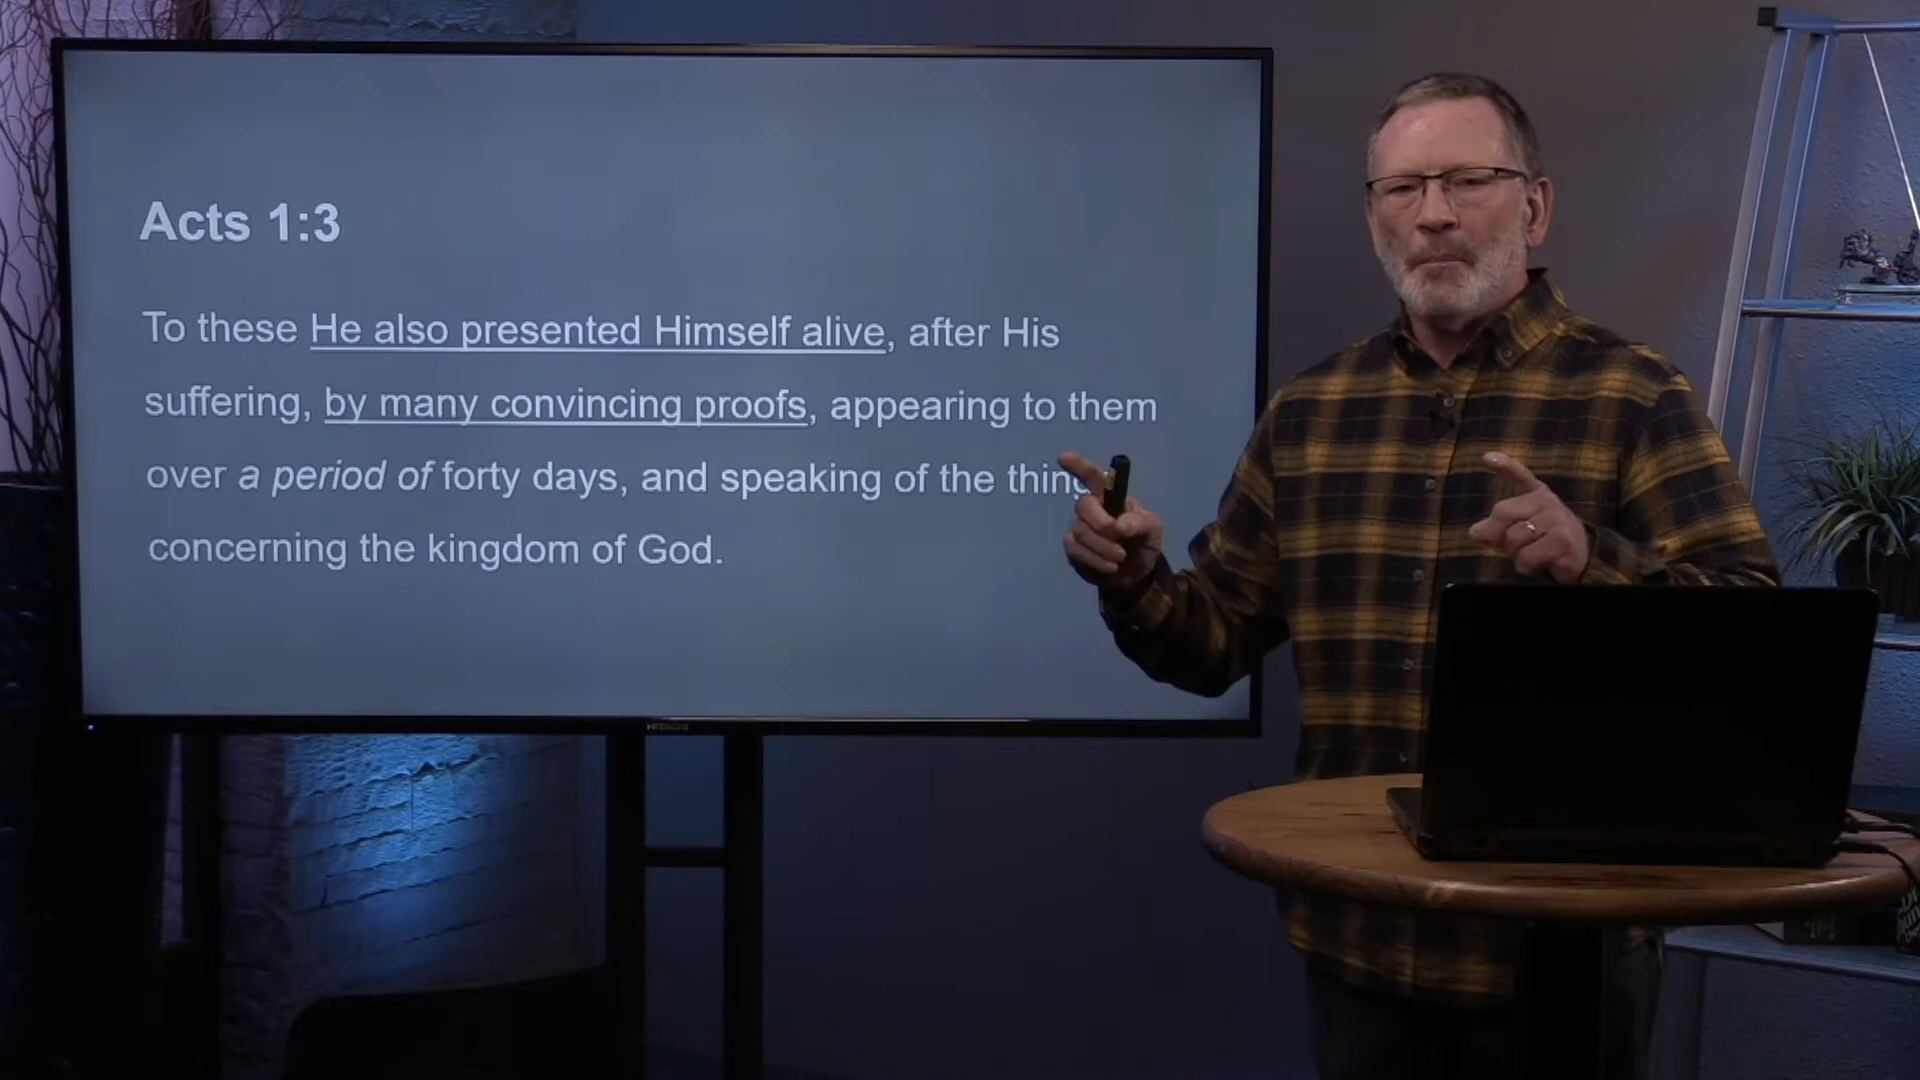 Acts 1:3
To these He also presented Himself alive, after His
suffering, by many convincing proofs, appearing to them
over a period of forty days, and speaking of the
concerning the kingdom of God.